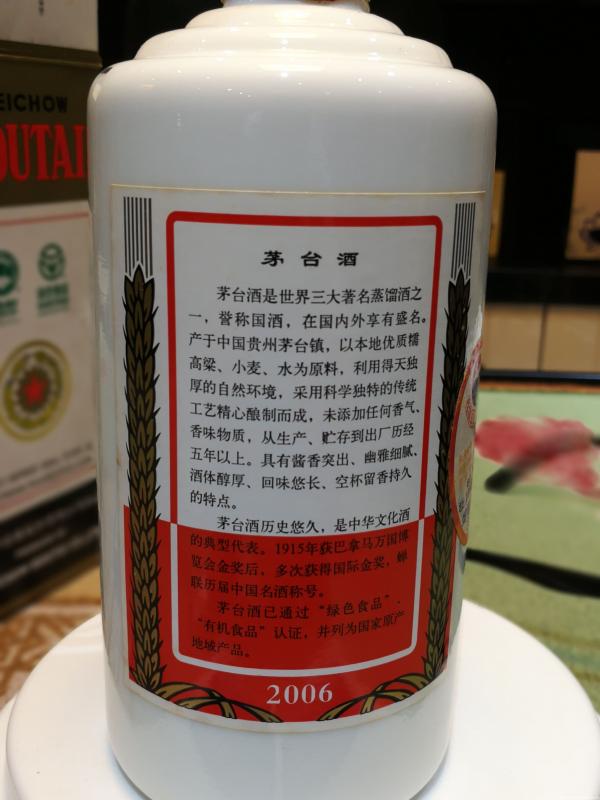 EICHOW
OUTAI
茅台酒
茅台酒是世界三大著名蒸馏酒之
一，誉称国酒，在国内外享有盛名。
产于中国贵州茅台镇，以本地优质糯
高粱、小麦、水为原料，利用得天独
厚的自然环境，采用科学独特的传统
工艺精心酿制而成，未添加任何香气、
香味物质，从生产、贮存到出厂历经
五年以上。具有酱香突出、幽雅细腻、
酒体醇厚、回味悠长、空杯留香持久
的特点。
茅台酒历史悠久，是中华文化酒
的典型代表。1915年获巴拿马万国博
览会金奖后，多次获得国际金奖，蝉
联历届中国名酒称号。
茅台酒已通过“绿色食品”、
“有机食品”认证，并列为国家原产
地域产品。
2006